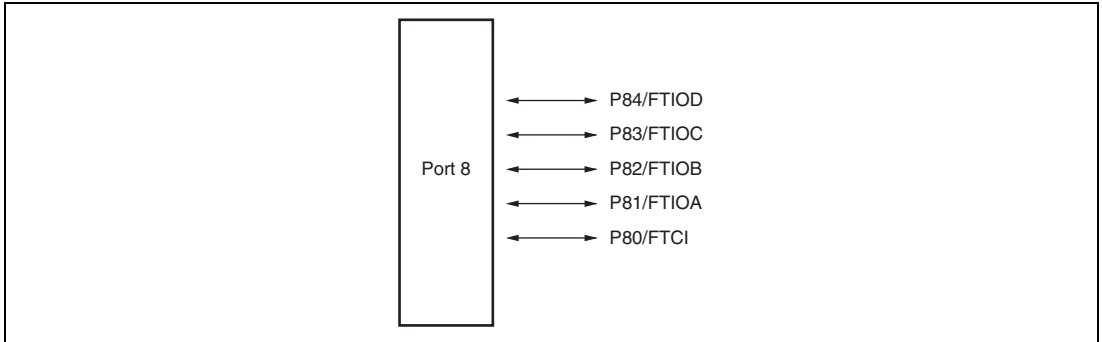 P84/FTIOD
P83/FTIOC
Port 8
P82/FTIOB
P81/FTIOA
P80/FTCI